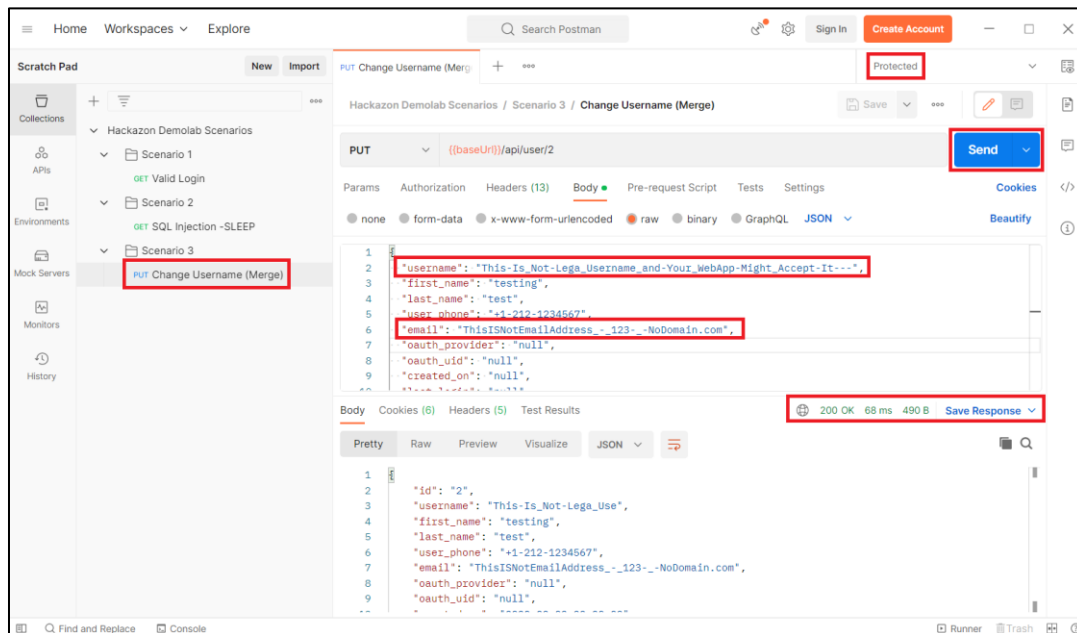 Home Workspaces Explore Search Postman Sign In Create Account
Scratch Pad New Import PUT Change Username (Merg Protected
Collections
APIs
Environments
Mock Servers
Monitors
History
Hackazon Demolab Scenarios
Scenario 1
GET Valid Login
Scenario 2
GET SQL Injection -SLEEP
Scenario 3
PUT Change Username (Merge)
Hackazon Demolab Scenarios / Scenario 3 / Change Username (Merge) Save
PUT {{baseUrl}}/api/user/2 Send
Params Authorization Headers (13) Body Pre-request Script Tests Settings Cookies
none form-data x-www-form-urlencoded raw binary GraphQL JSON Beautify
1 {
2 "username": "This-Is_Not-Lega_Username_and-Your_WebApp-Might_Accept-It---",
3 "first_name": "testing",
4 "last_name": "test",
5 "user_phone": "+1-212-1234567",
6 "email": "ThisISNotEmailAddress_-_123-_-NoDomain.com",
7 "oauth_provider": "null",
8 "oauth_uid": "null",
9 "created_on": "null",
Body Cookies (6) Headers (5) Test Results 200 OK 68 ms 490 B Save Response
Pretty Raw Preview Visualize JSON
1 {
2 "id": "2",
3 "username": "This-Is_Not-Lega_Use",
4 "first_name": "testing",
5 "last_name": "test",
6 "user_phone": "+1-212-1234567",
7 "email": "ThisISNotEmailAddress_-_123-_-NoDomain.com",
8 "oauth_provider": "null",
9 "oauth_uid": "null",
Find and Replace Console Runner Trash